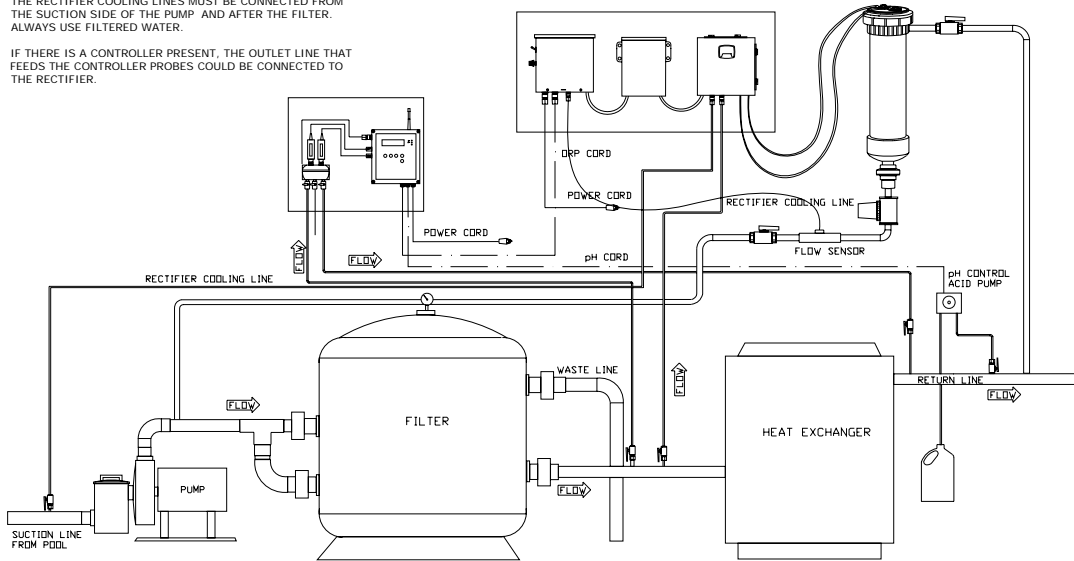 THE RECTIFIER COOLING LINES MUST BE CONNECTED FROM
THE SUCTION SIDE OF THE PUMP AND AFTER THE FILTER.
ALWAYS USE FILTERED WATER.
IF THERE IS A CONTROLLER PRESENT, THE OUTLET LINE THAT
FEEDS THE CONTROLLER PROBES COULD BE CONNECTED TO
THE RECTIFIER.
ORP CORD
POWER CORD
RECTIFIER COOLING LINE
POWER CORD
FLOW SENSOR
FLOW
FLOW
pH CORD
RECTIFIER COOLING LINE
pH CONTROL
ACID PUMP
WASTE LINE
FLOW
RETURN LINE
FLOW
FLOW
FILTER
HEAT EXCHANGER
PUMP
FLOW
SUCTION LINE
FROM POOL